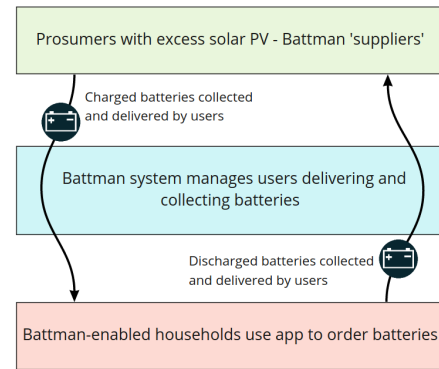 Prosumers with excess solar PV - Battman 'suppliers'
Charged batteries collected
and delivered by users
Battman system manages users delivering and
collecting batteries
Discharged batteries collected
and delivered by users
Battman-enabled households use app to order batteries